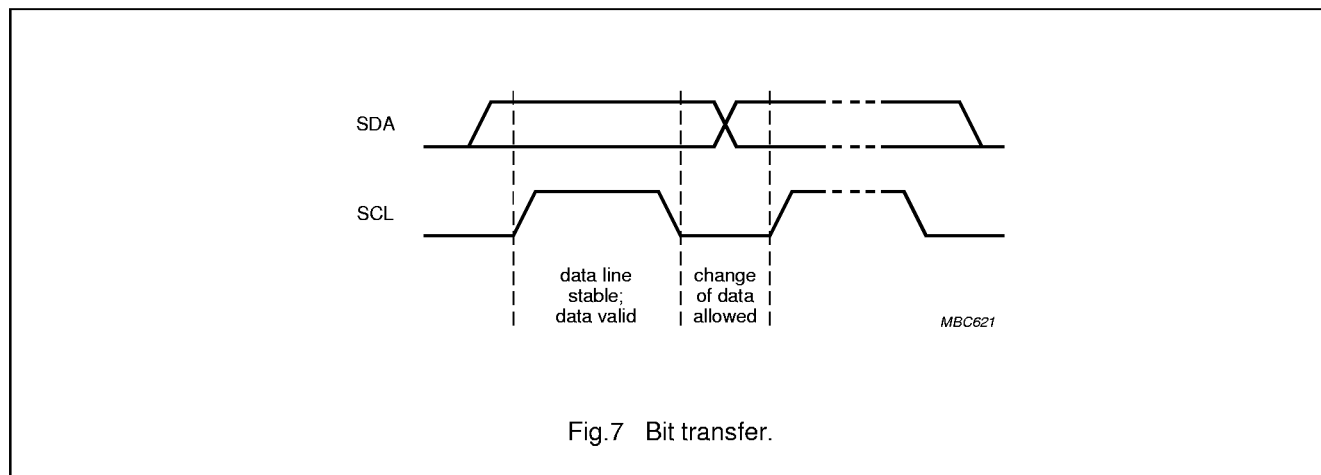 SDA
SCL
data line
stable;
data valid
change
of data
allowed
MBC621
Fig.7 Bit transfer.